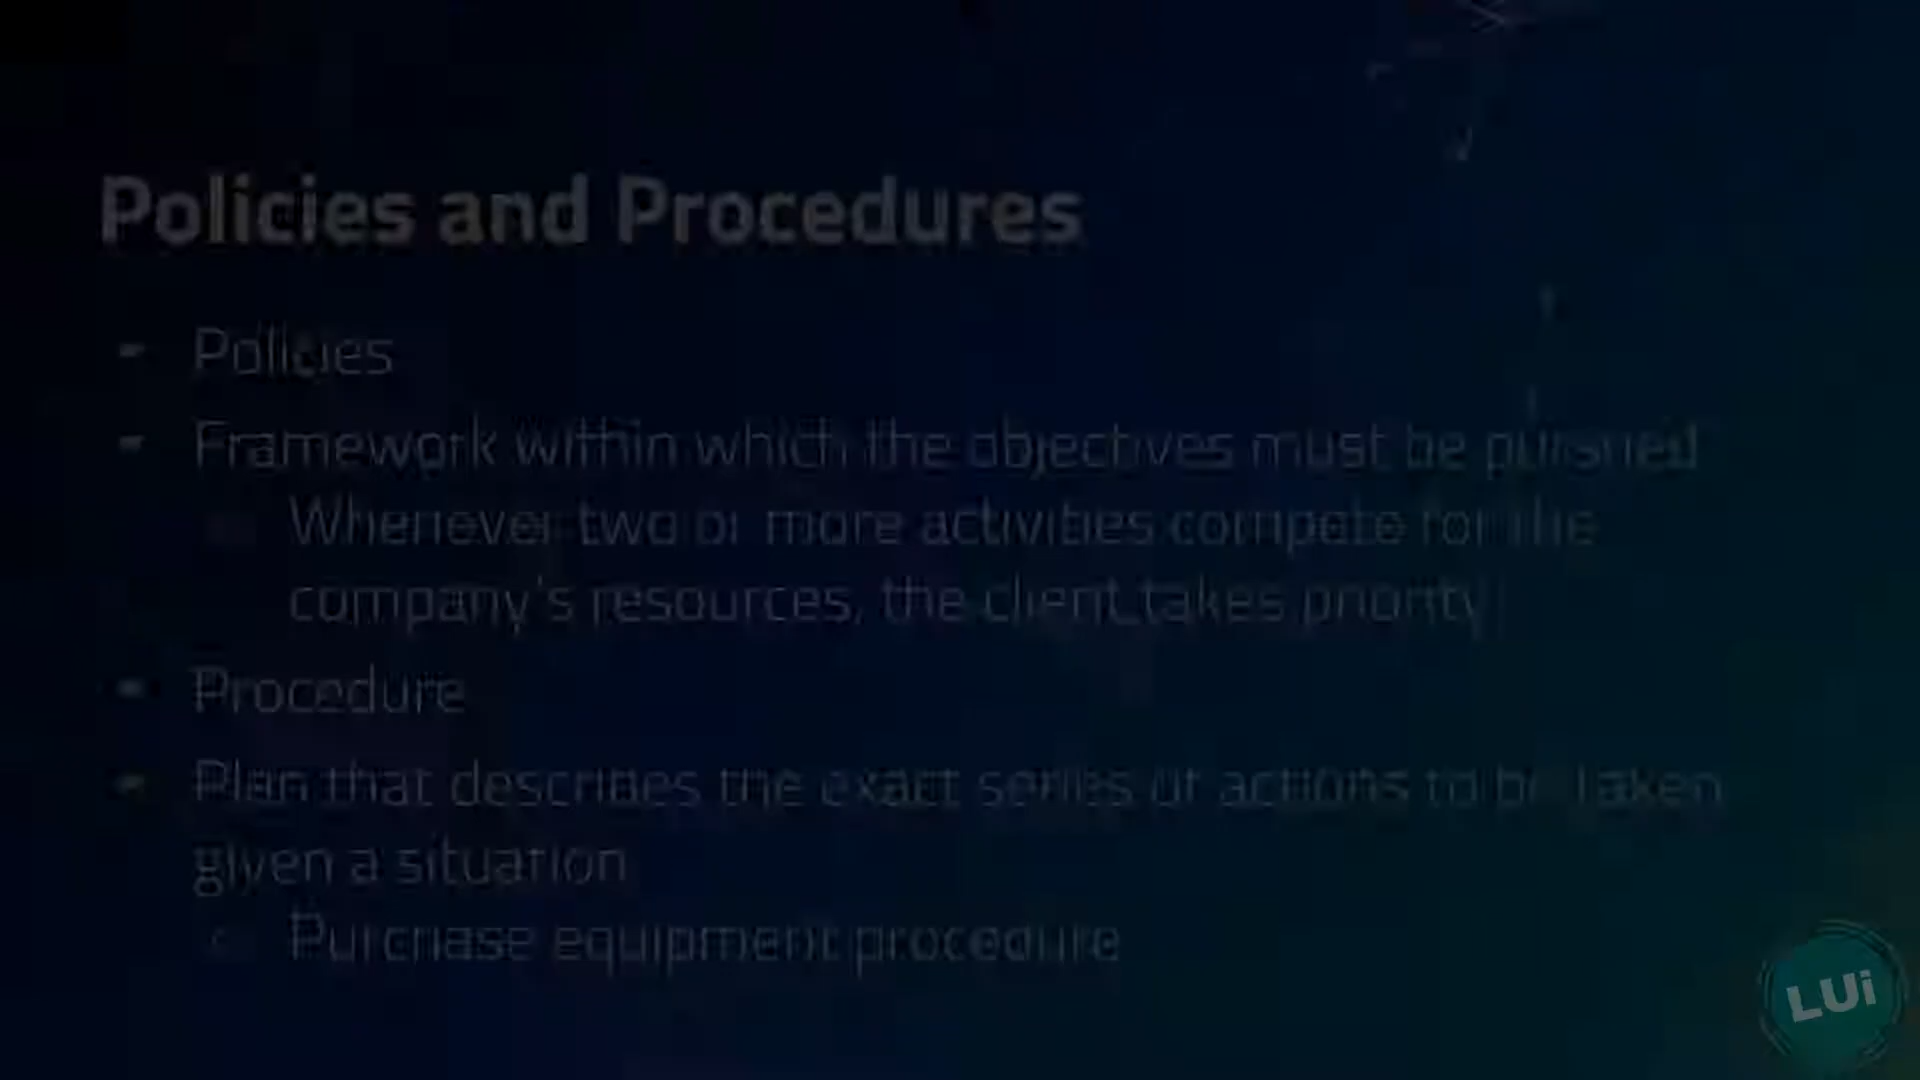 Policies and Procedures
Policies
Framework within which the objectives must be pursued
Whenever two or more activities compete for the
company's resources, the client takes priority
Procedure
Plan that describes the exact series of actions to be taken
given a situation
Purchase equipment procedure
LUi